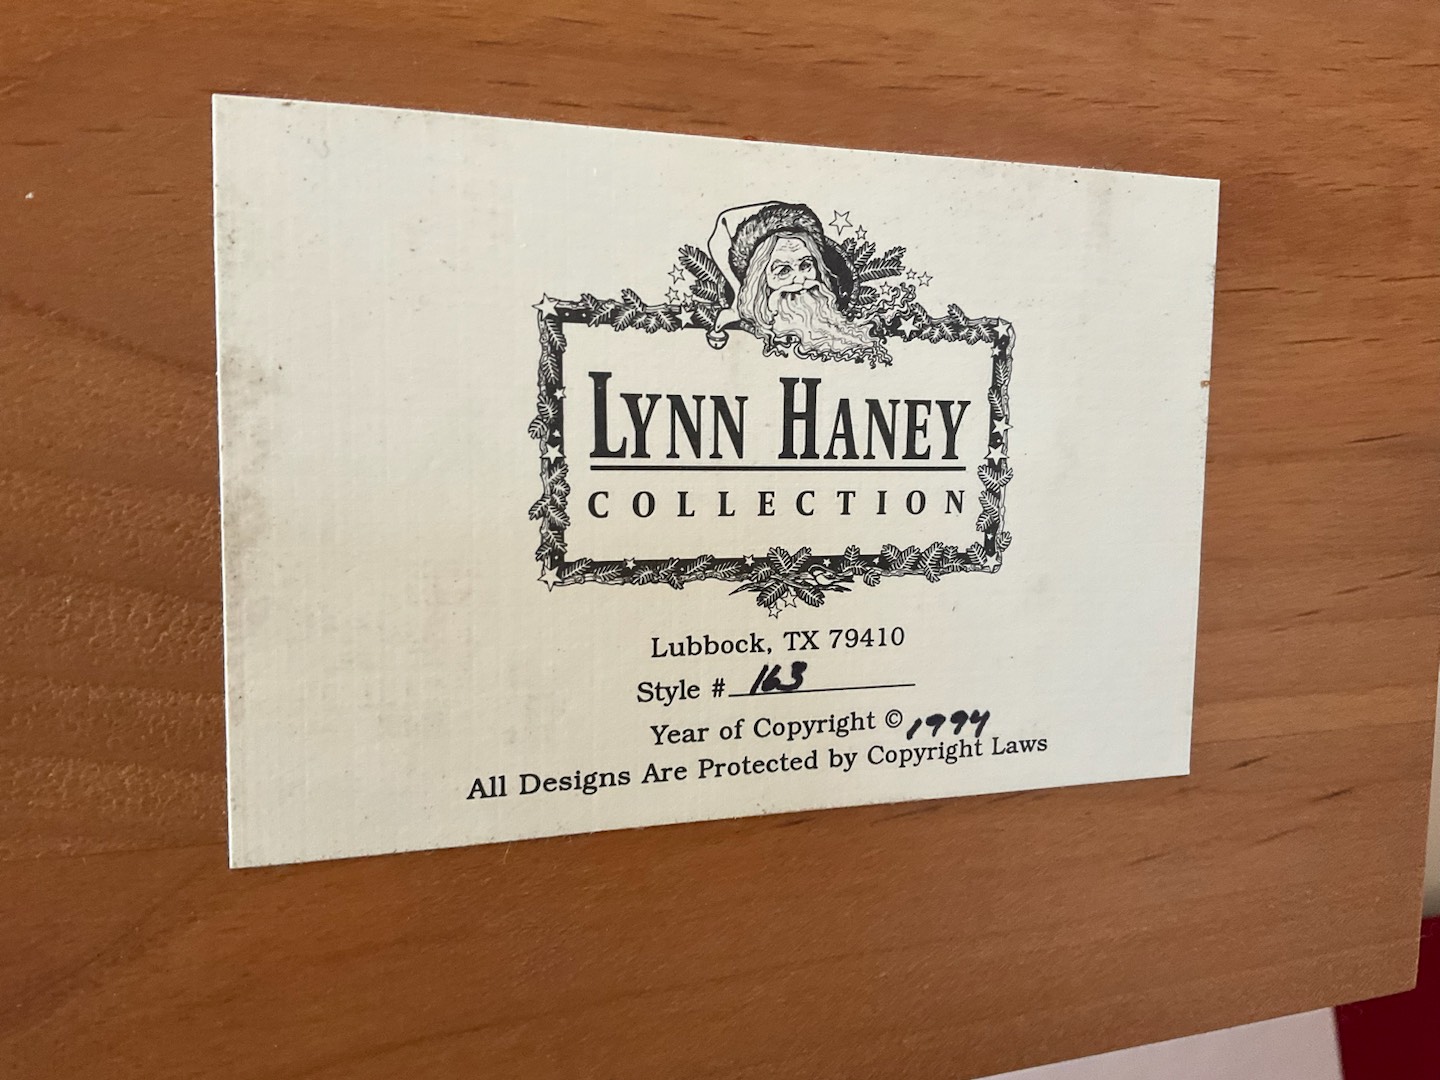 LYNN HANEY
COLLECTION
Lubbock, TX 79410
Style # 163
Year of Copyright © 1994
All Designs Are Protected by Copyright Laws